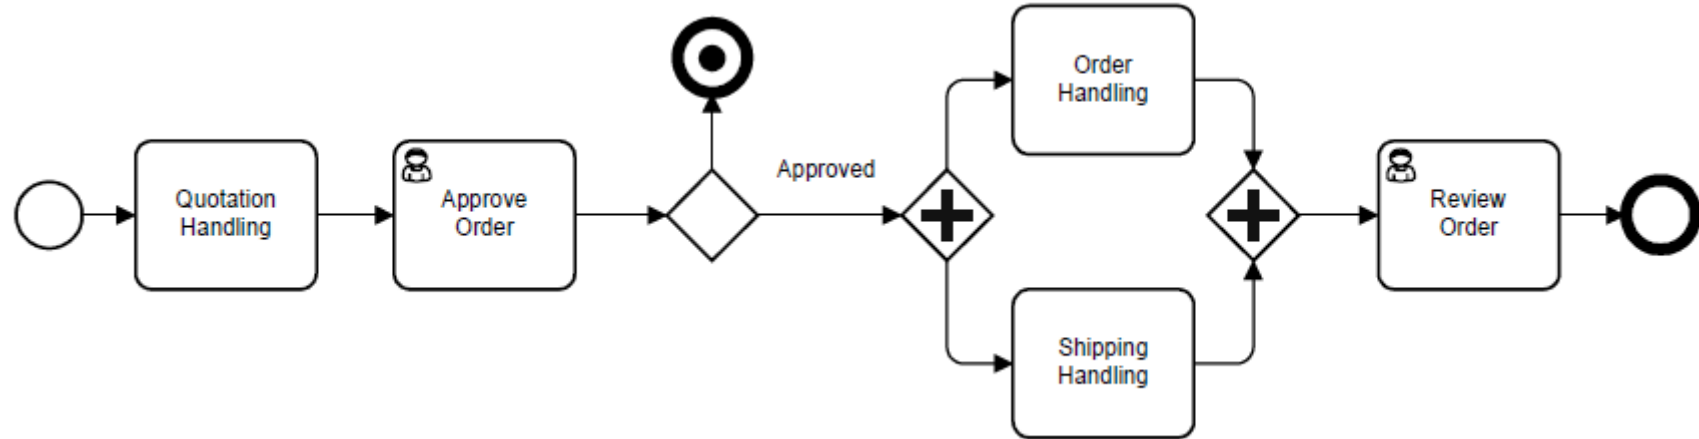 Quotation
Handling
Approve
Order
Approved
Order
Handling
Shipping
Handling
Review
Order